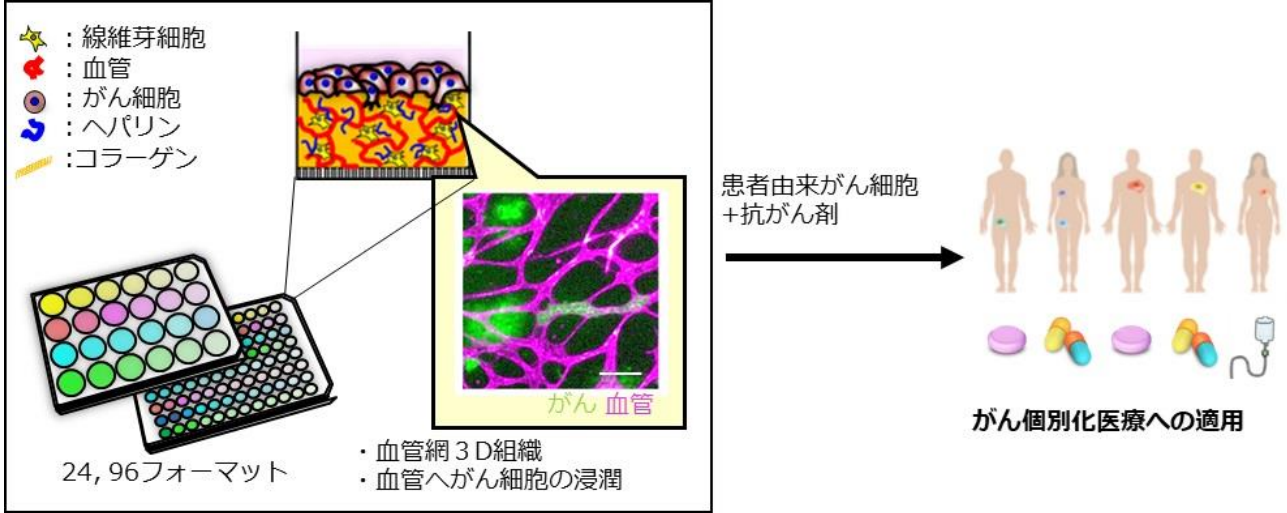 ：線維芽細胞
：血管
：がん細胞
：ヘパリン
：コラーゲン
がん 血管
24, 96フォーマット
・血管網３D組織
・血管へがん細胞の浸潤
患者由来がん細胞
+抗がん剤
がん個別化医療への適用